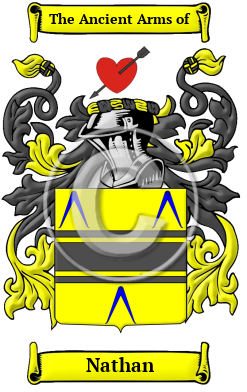 The Ancient Arms of
Nathan